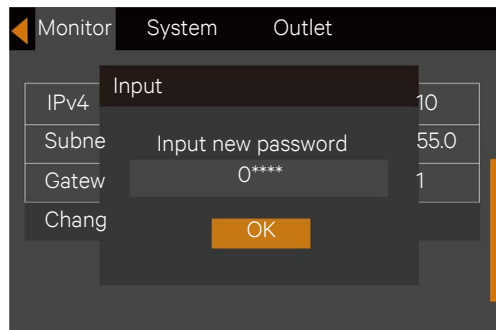 Monitor System Outlet
Input
IPv4 10
Subne Input new password 55.0
Gatew 0**** 1
Chang OK